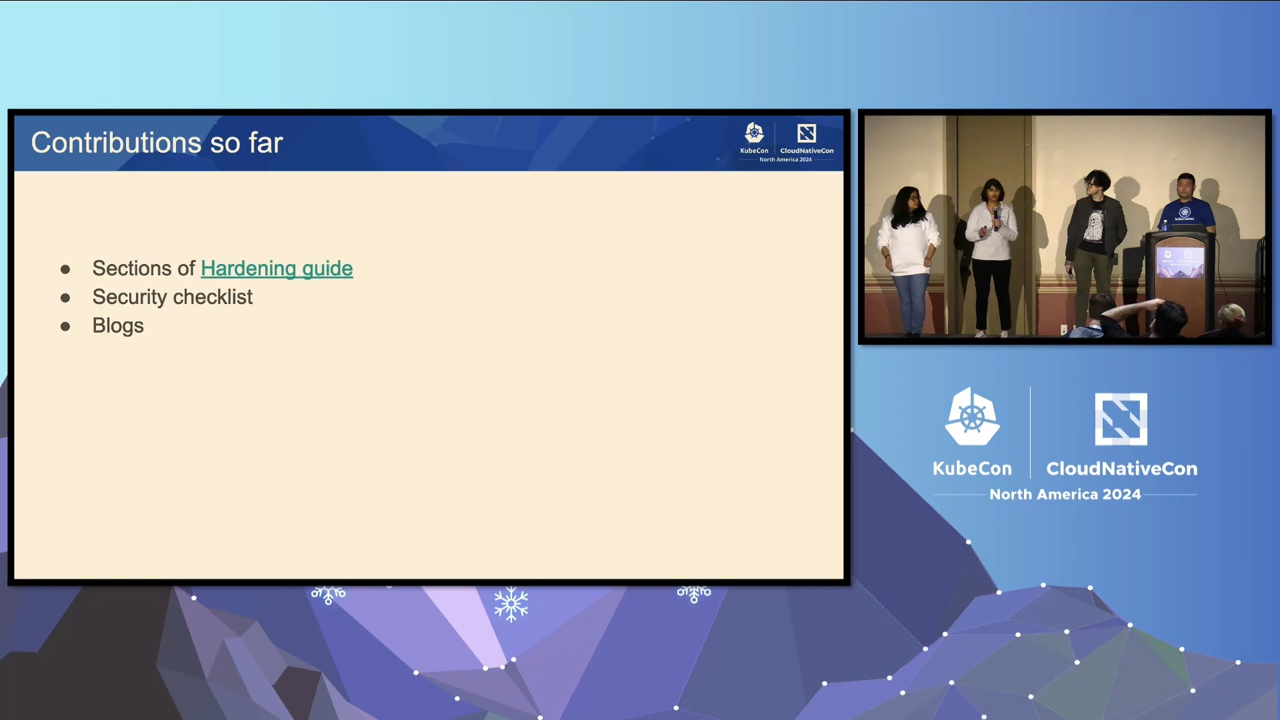 Contributions so far
KubeCon
CloudNativeCon
North America 2024
Sections of Hardening guide
Security checklist
Blogs
KubeCon
CloudNativeCon
North America 2024